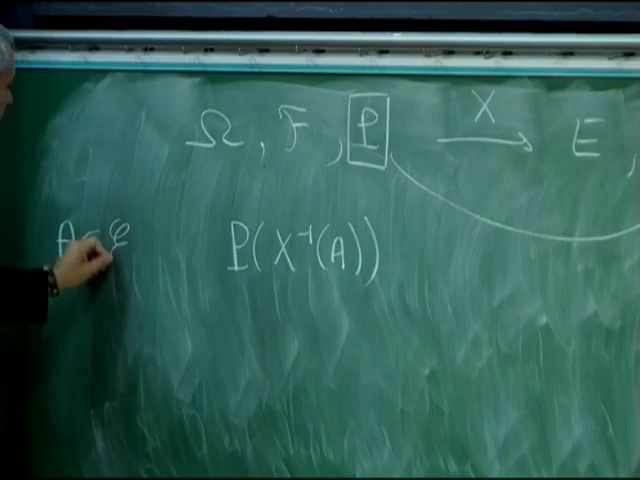 Ω, F, ℙ X → E,
A ∈ ℰ ℙ(X⁻¹(A))